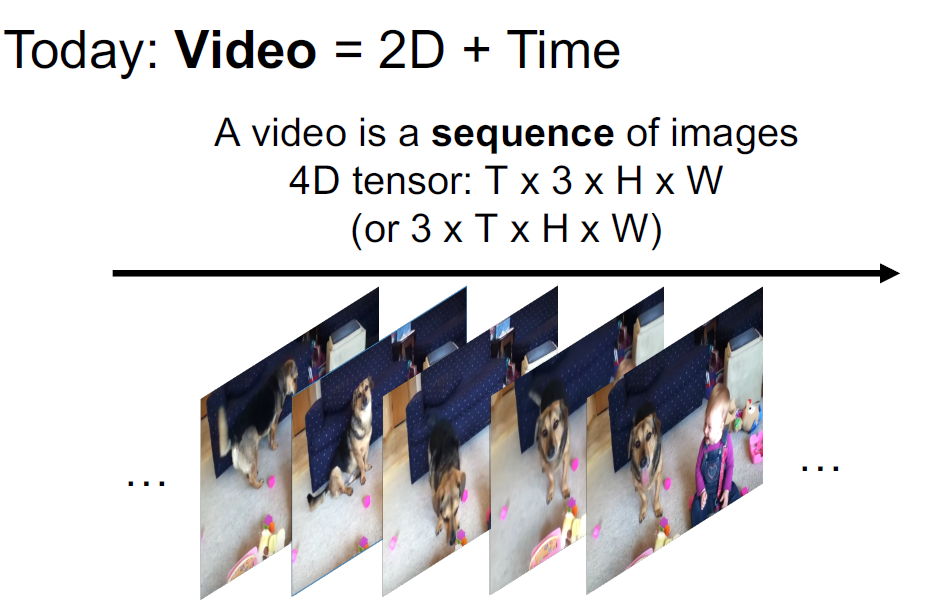 Today: Video = 2D + Time
A video is a sequence of images
4D tensor: T x 3 x H x W
(or 3 x T x H x W)
...
...